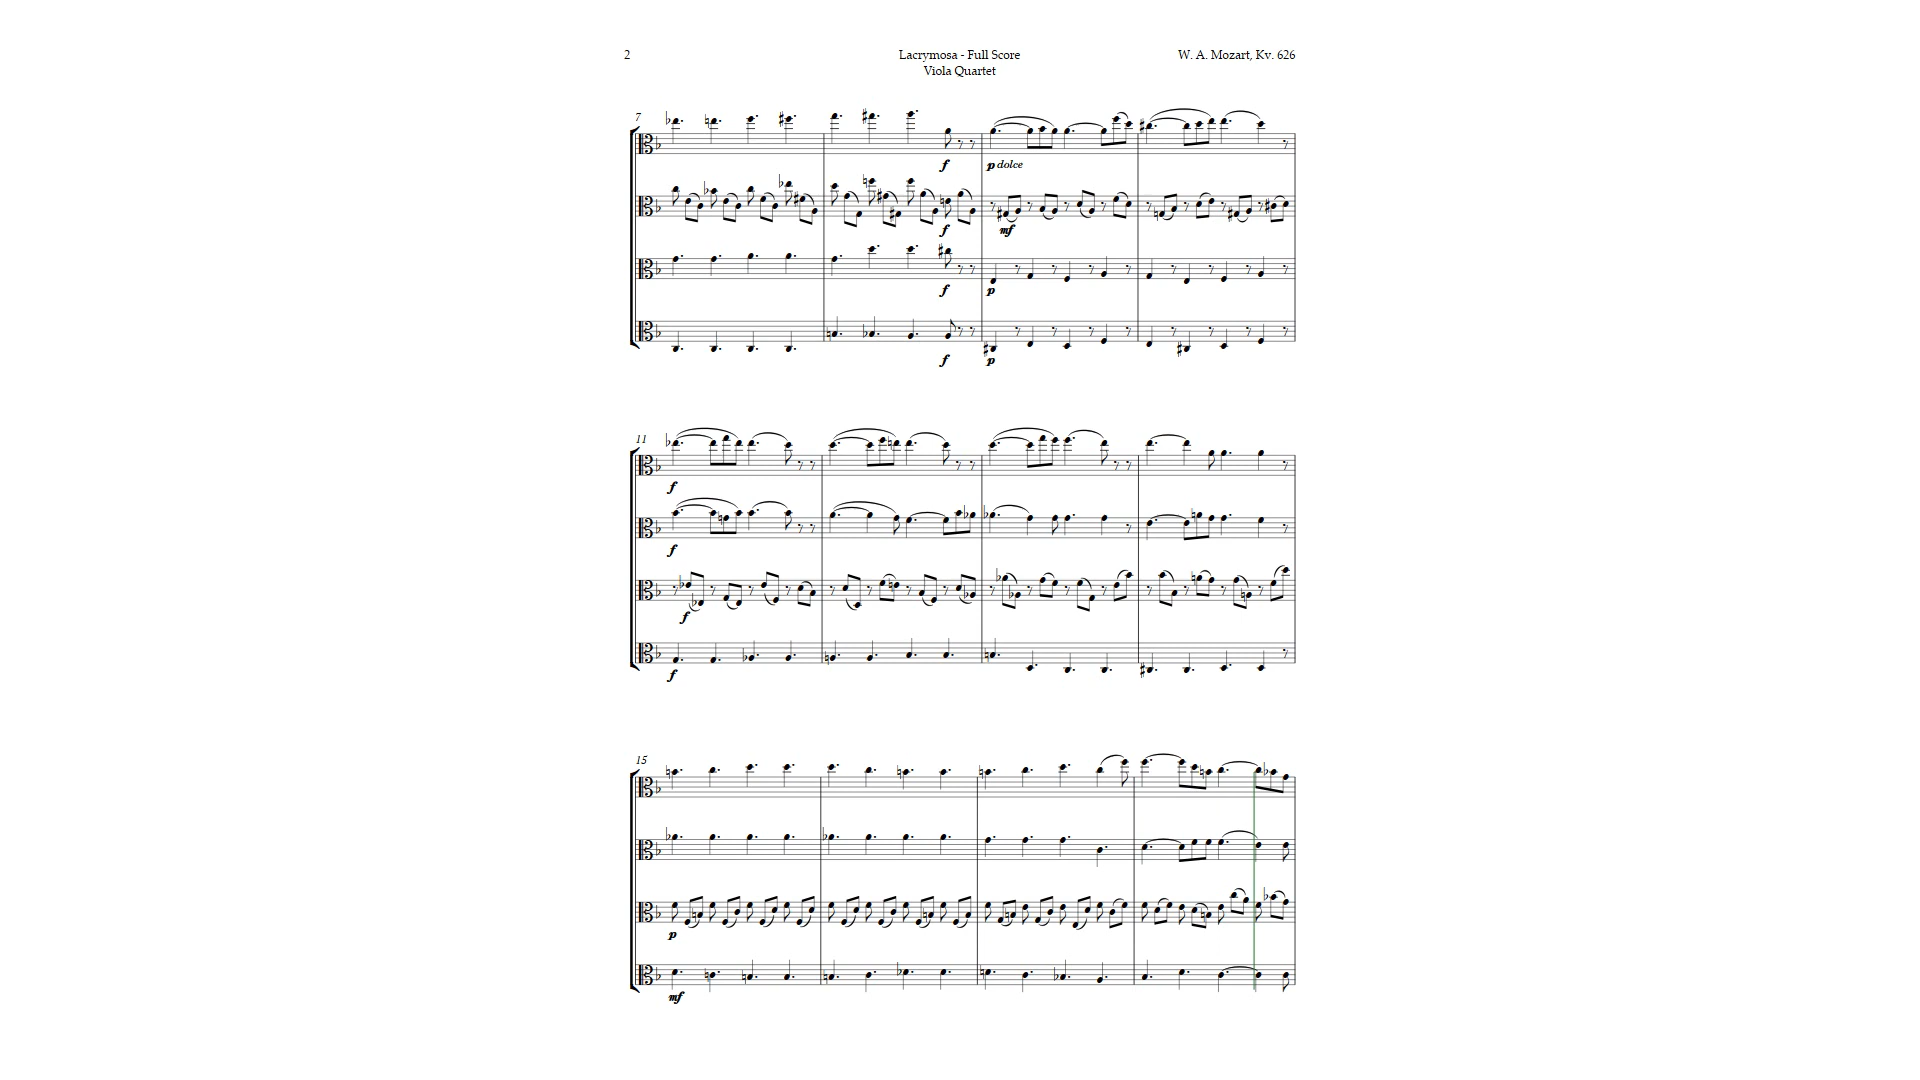 2
Lacrymosa - Full Score
W. A. Mozart, Kv. 626
Viola Quartet
7
f
p dolce
f
mf
f
p
f
p
11
f
f
f
f
15
p
mf